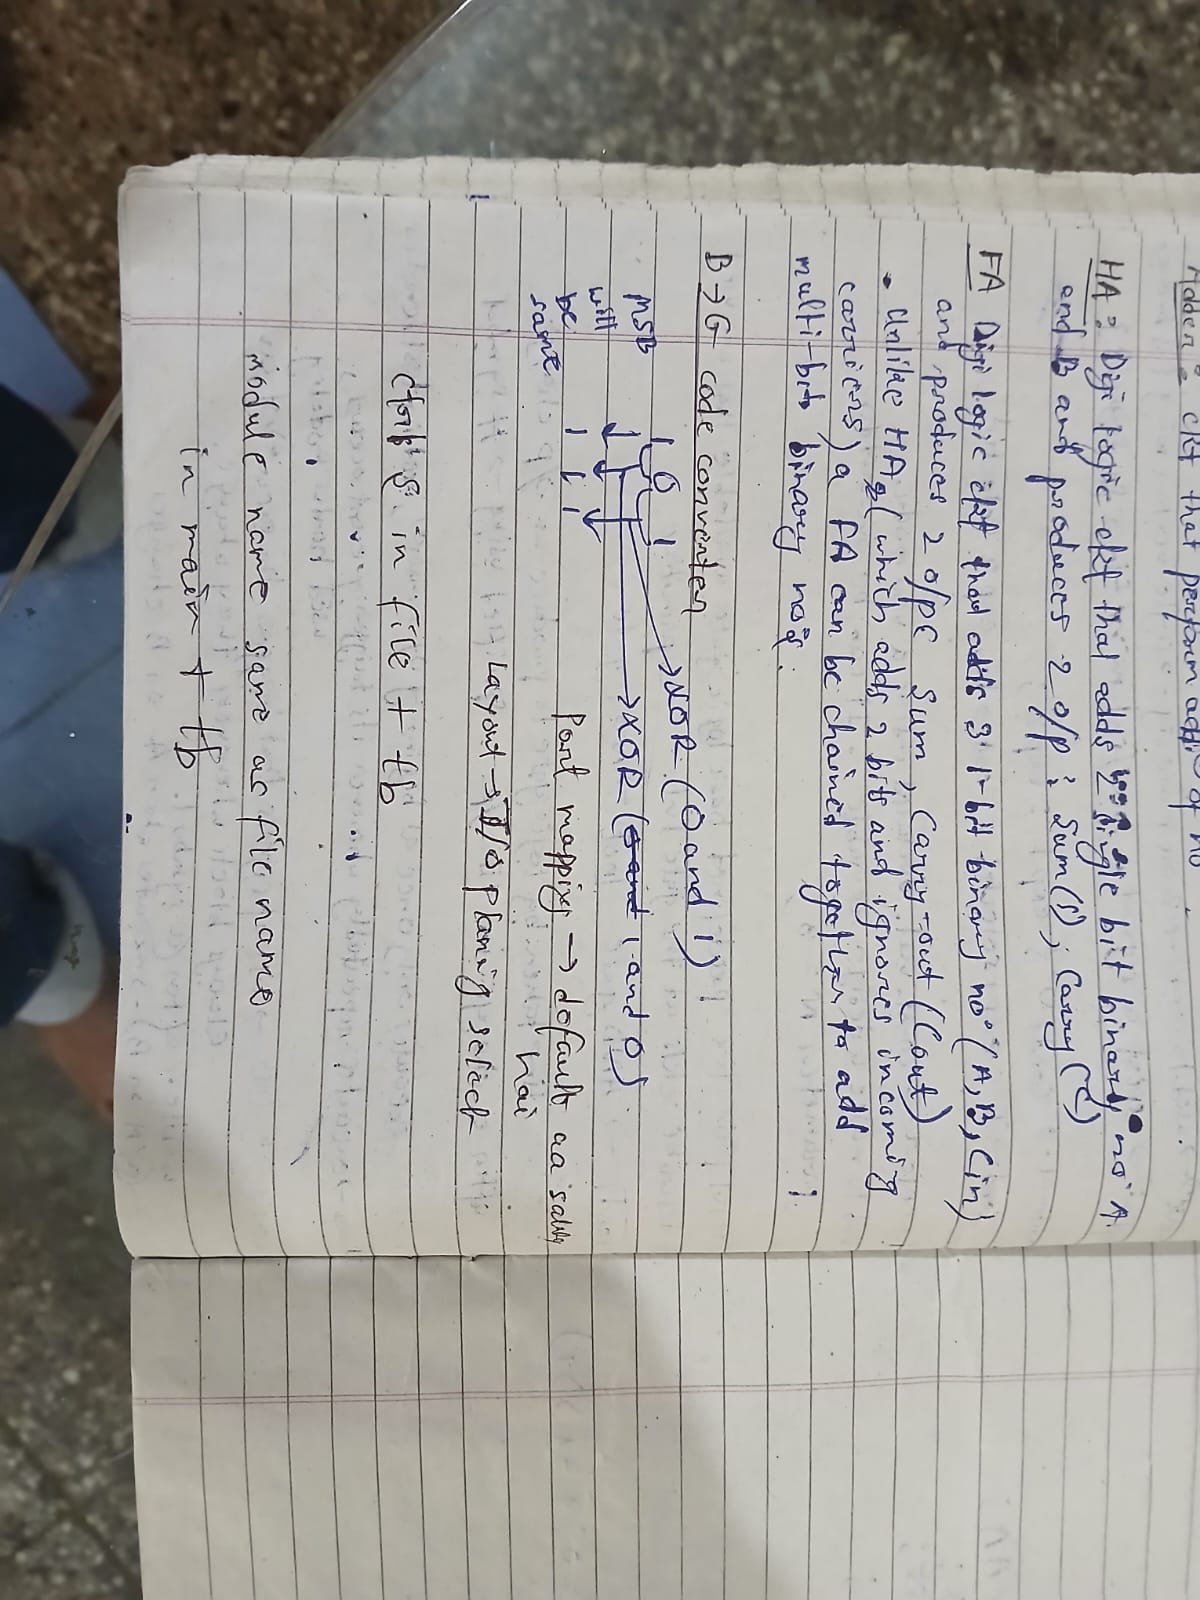 Adder: ckt that perform addi of no
HA: Digi logic ckt that adds 2 single bit binary no A
and B and produces 2 o/p : Sum(S), Carry(C)
FA Digi logic ckt that adds 3 1-bit binary no. (A, B, Cin)
and produces 2 o/ps Sum, Carry-out (Cout)
• Unlike HA (which adds 2 bits and ignores incoming
carriers) a FA can be chained together to add
multi-bit binary no's.
B→G code converter
MSB 1 0 1 → XOR (0 and 1)
will → XOR (1 and 0)
be 1 1 1
same
Port mapping → default aa
hai
Layout → I/O planing select
ctrl S in file + tb
module name same as file name
in main + tb